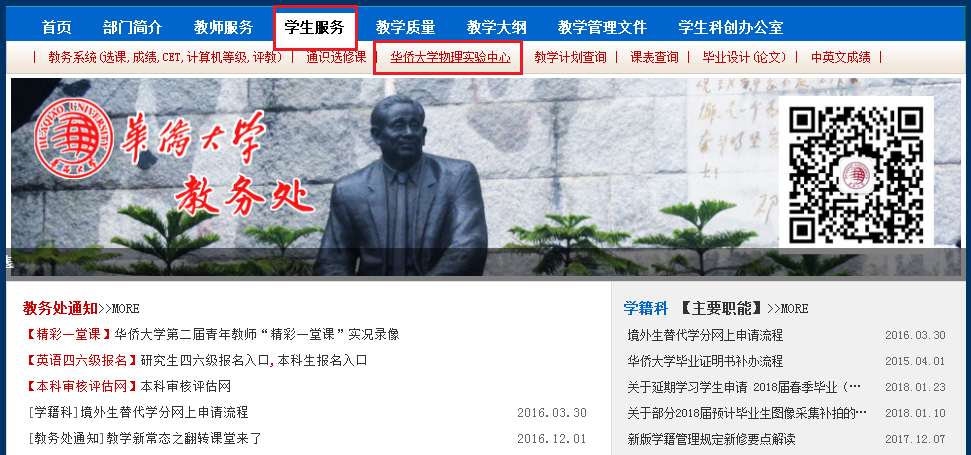 首页 部门简介 教师服务 学生服务 教学质量 教学大纲 教学管理文件 学生科创办公室
| 教务系统(选课,成绩,CET,计算机等级,评教) | 通识选修课 | 华侨大学物理实验中心 | 教学计划查询 | 课表查询 | 毕业设计(论文) | 中英文成绩 |
HUAQIAO UNIVERSITY
華僑大学
教务处
教务处通知>>MORE
【精彩一堂课】华侨大学第二届青年教师“精彩一堂课”实况录像
【英语四六级报名】研究生四六级报名入口,本科生报名入口
【本科审核评估网】本科审核评估网
[学籍科]境外生替代学分网上申请流程 2016.03.30
[教务处通知]教学新常态之翻转课堂来了 2016.12.01
学籍科 【主要职能】>>MORE
境外生替代学分网上申请流程 2016.03.30
华侨大学毕业证明书补办流程 2015.04.01
关于延期学习学生申请 2018届春季毕业（… 2018.01.23
关于部分2018届预计毕业生图像采集补拍的… 2018.01.10
新版学籍管理规定新修要点解读 2017.12.07